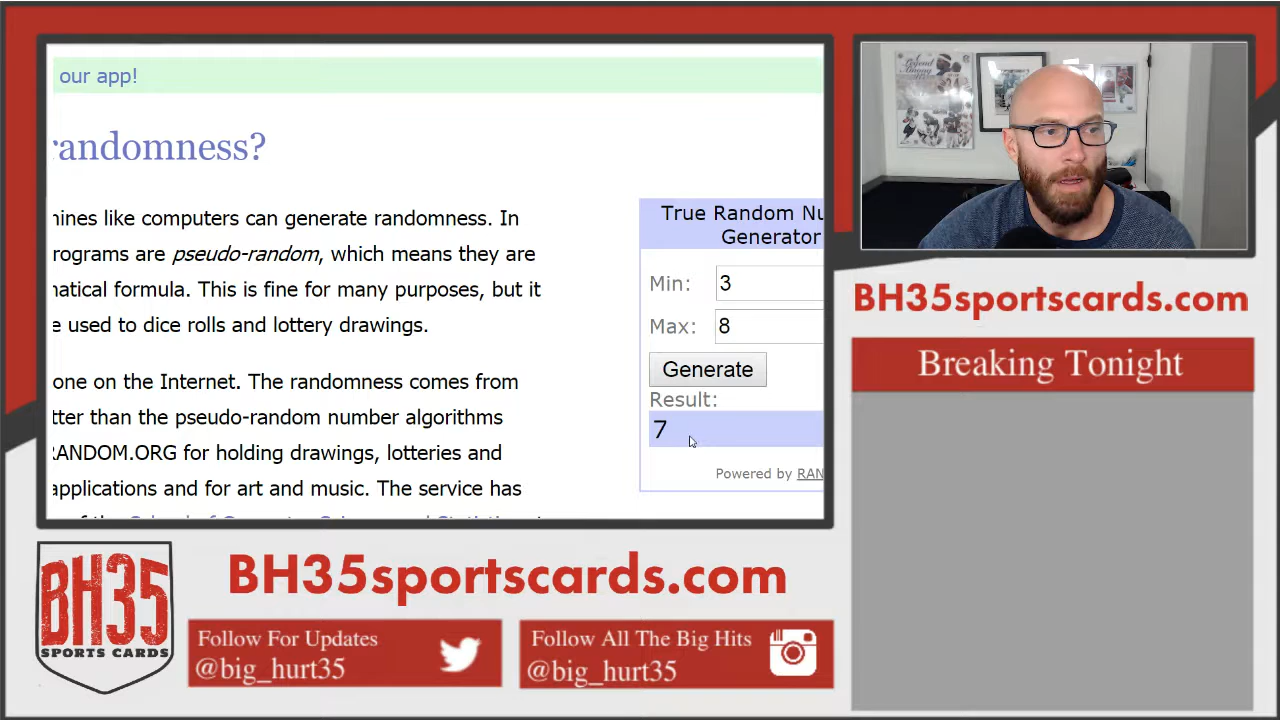 our app!
randomness?
hines like computers can generate randomness. In
rograms are pseudo-random, which means they are
natical formula. This is fine for many purposes, but it
e used to dice rolls and lottery drawings.
one on the Internet. The randomness comes from
tter than the pseudo-random number algorithms
RANDOM.ORG for holding drawings, lotteries and
applications and for art and music. The service has
True Random Nu
Generator
Min: 3
Max: 8
Generate
Result:
7
Powered by RAN
BH35sportscards.com
Breaking Tonight
BH35
SPORTS CARDS
BH35sportscards.com
Follow For Updates
@big_hurt35
Follow All The Big Hits
@big_hurt35